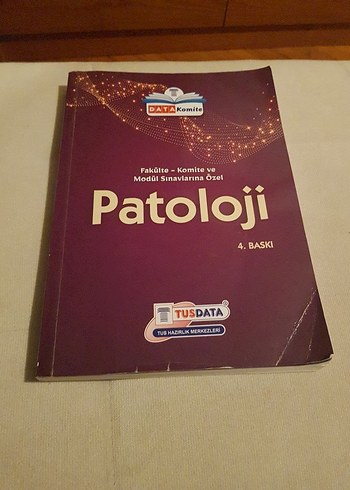 DATA Komite
Fakülte - Komite ve
Modül Sınavlarına Özel
Patoloji
4. BASKI
TUSDATA
TUS HAZIRLIK MERKEZLERİ